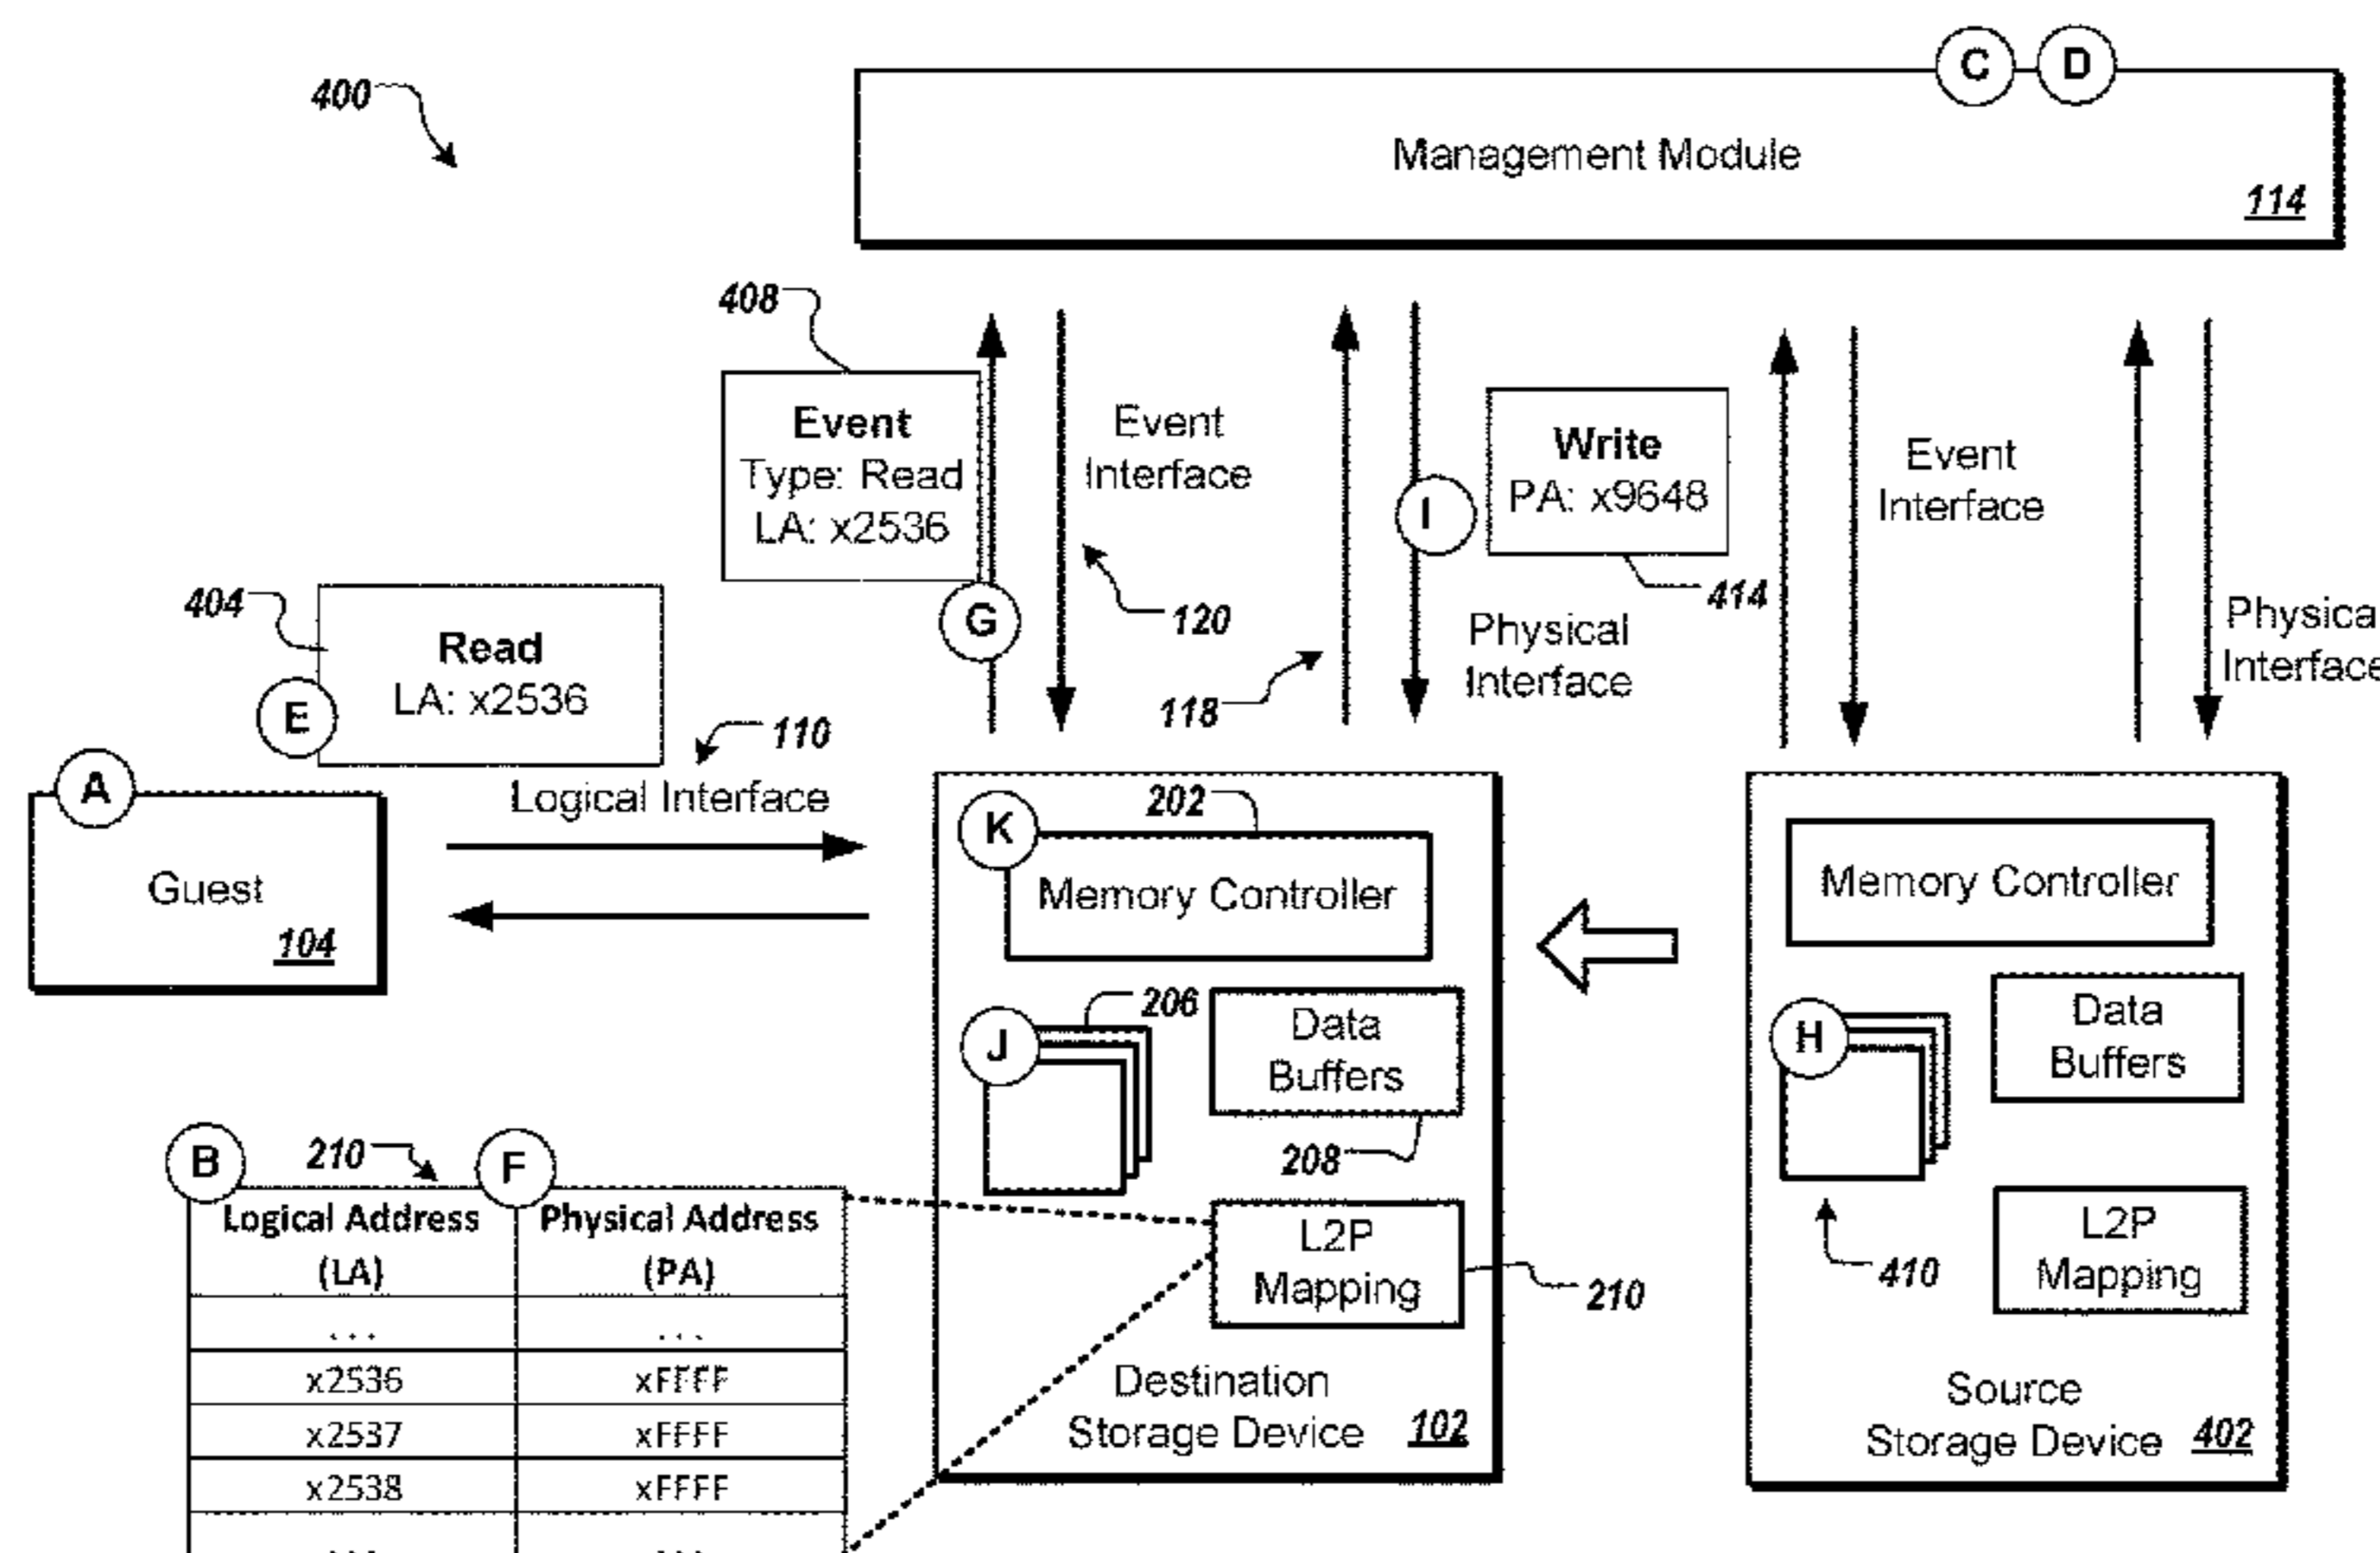 400
C
D
Management Module
114
408
Event
Type: Read
LA: x2536
G
Event
Interface
120
118
I
Write
PA: x9648
414
Physical
Interface
Event
Interface
Physica
Interface
404
Read
LA: x2536
E
110
Logical Interface
A
Guest
104
K
202
Memory Controller
206
J
Data
Buffers
208
L2P
Mapping
210
Destination
Storage Device 102
Memory Controller
H
410
Data
Buffers
L2P
Mapping
Source
Storage Device 402
B
210
F
Logical Address (LA)
Physical Address (PA)
... ...
x2536 xFFFF
x2537 xFFFF
x2538 xFFFF
... ...